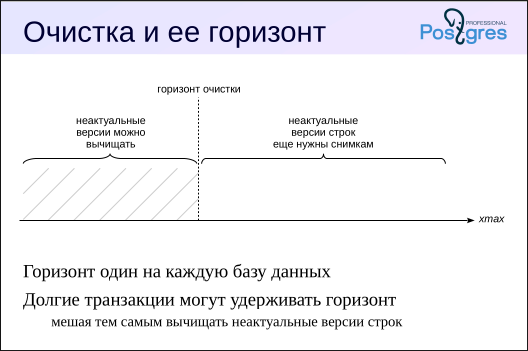 Очистка и ее горизонт
PROFESSIONAL
Postgres
горизонт очистки
неактуальные
версии можно
вычищать
неактуальные
версии строк
еще нужны снимкам
xmax
Горизонт один на каждую базу данных
Долгие транзакции могут удерживать горизонт
мешая тем самым вычищать неактуальные версии строк